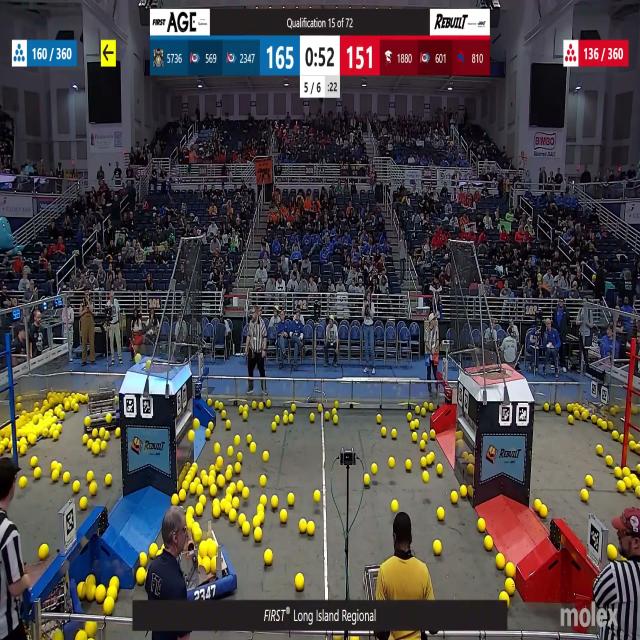 FIRST AGE
Qualification 15 of 72
REBUILT
160 / 360
5736 569 2347 165 0:52 151 1880 601 810
136 / 360
5 / 6 :22
BIMBO
REBUILT
REBUILT
2347
FIRST® Long Island Regional
molex